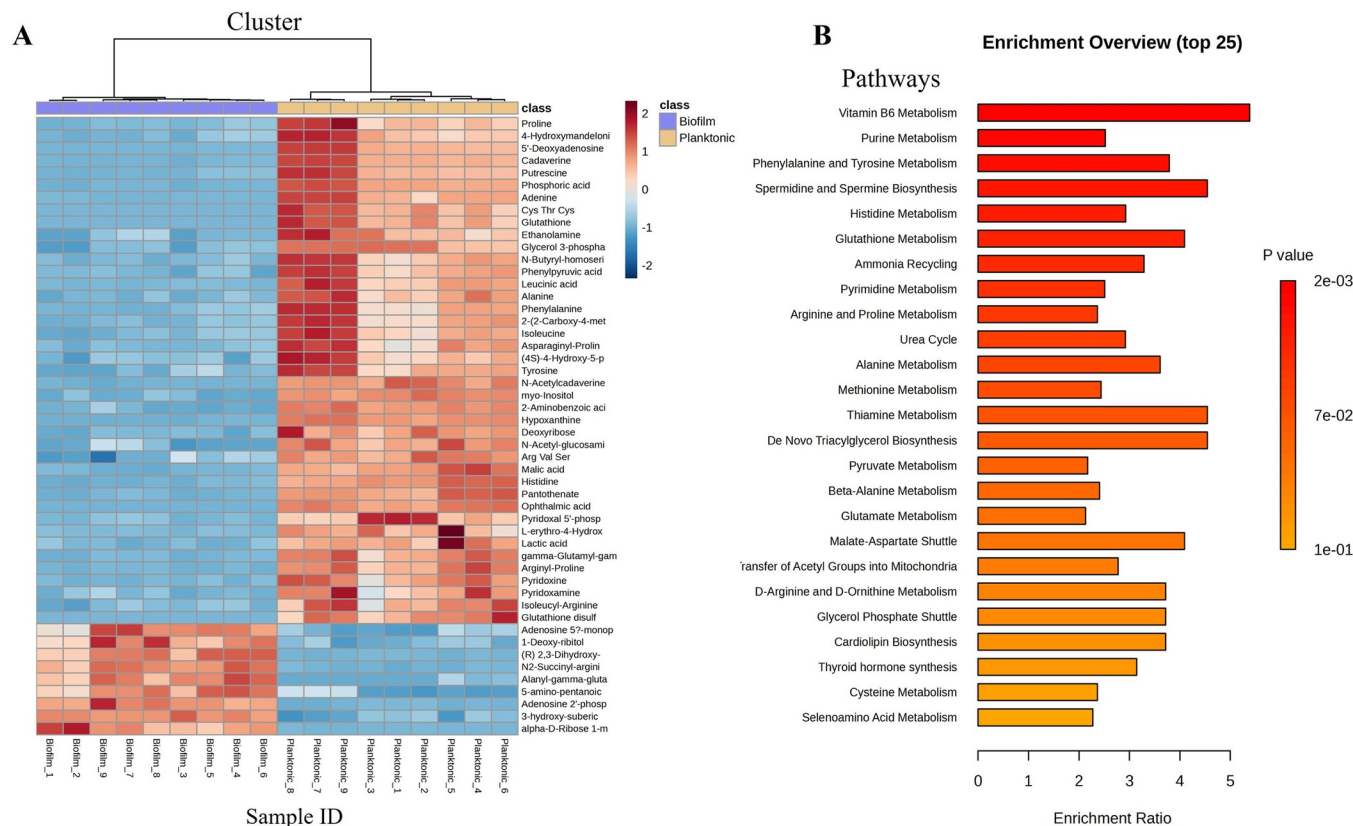 A
Cluster
class
Proline
4-Hydroxymandeloni
5'-Deoxyadenosine
Cadaverine
Putrescine
Phosphoric acid
Adenine
Cys Thr Cys
Glutathione
Ethanolamine
Glycerol 3-phospha
N-Butyryl-homoseri
Phenylpyruvic acid
Leucinic acid
Alanine
Phenylalanine
2-(2-Carboxy-4-met
Isoleucine
Asparaginyl-Prolin
(4S)-4-Hydroxy-5-p
Tyrosine
N-Acetylcadaverine
myo-Inositol
2-Aminobenzoic aci
Hypoxanthine
Deoxyribose
N-Acetyl-glucosami
Arg Val Ser
Malic acid
Histidine
Pantothenate
Ophthalmic acid
Pyridoxal 5'-phosp
L-erythro-4-Hydrox
Lactic acid
gamma-Glutamyl-gam
Arginyl-Proline
Pyridoxine
Pyridoxamine
Isoleucyl-Arginine
Glutathione disulf
Adenosine 5?-monop
1-Deoxy-ribitol
(R) 2,3-Dihydroxy-
N2-Succinyl-argini
Alanyl-gamma-gluta
5-amino-pentanoic
Adenosine 2'-phosp
3-hydroxy-suberic
alpha-D-Ribose 1-m
2
1
0
-1
-2
class
Biofilm
Planktonic
Biofilm_1
Biofilm_2
Biofilm_9
Biofilm_7
Biofilm_8
Biofilm_3
Biofilm_5
Biofilm_4
Biofilm_6
Planktonic_8
Planktonic_7
Planktonic_9
Planktonic_3
Planktonic_1
Planktonic_2
Planktonic_5
Planktonic_4
Planktonic_6
Sample ID
B
Enrichment Overview (top 25)
Pathways
Vitamin B6 Metabolism
Purine Metabolism
Phenylalanine and Tyrosine Metabolism
Spermidine and Spermine Biosynthesis
Histidine Metabolism
Glutathione Metabolism
Ammonia Recycling
Pyrimidine Metabolism
Arginine and Proline Metabolism
Urea Cycle
Alanine Metabolism
Methionine Metabolism
Thiamine Metabolism
De Novo Triacylglycerol Biosynthesis
Pyruvate Metabolism
Beta-Alanine Metabolism
Glutamate Metabolism
Malate-Aspartate Shuttle
Transfer of Acetyl Groups into Mitochondria
D-Arginine and D-Ornithine Metabolism
Glycerol Phosphate Shuttle
Cardiolipin Biosynthesis
Thyroid hormone synthesis
Cysteine Metabolism
Selenoamino Acid Metabolism
0 1 2 3 4 5
Enrichment Ratio
P value
2e-03
7e-02
1e-01